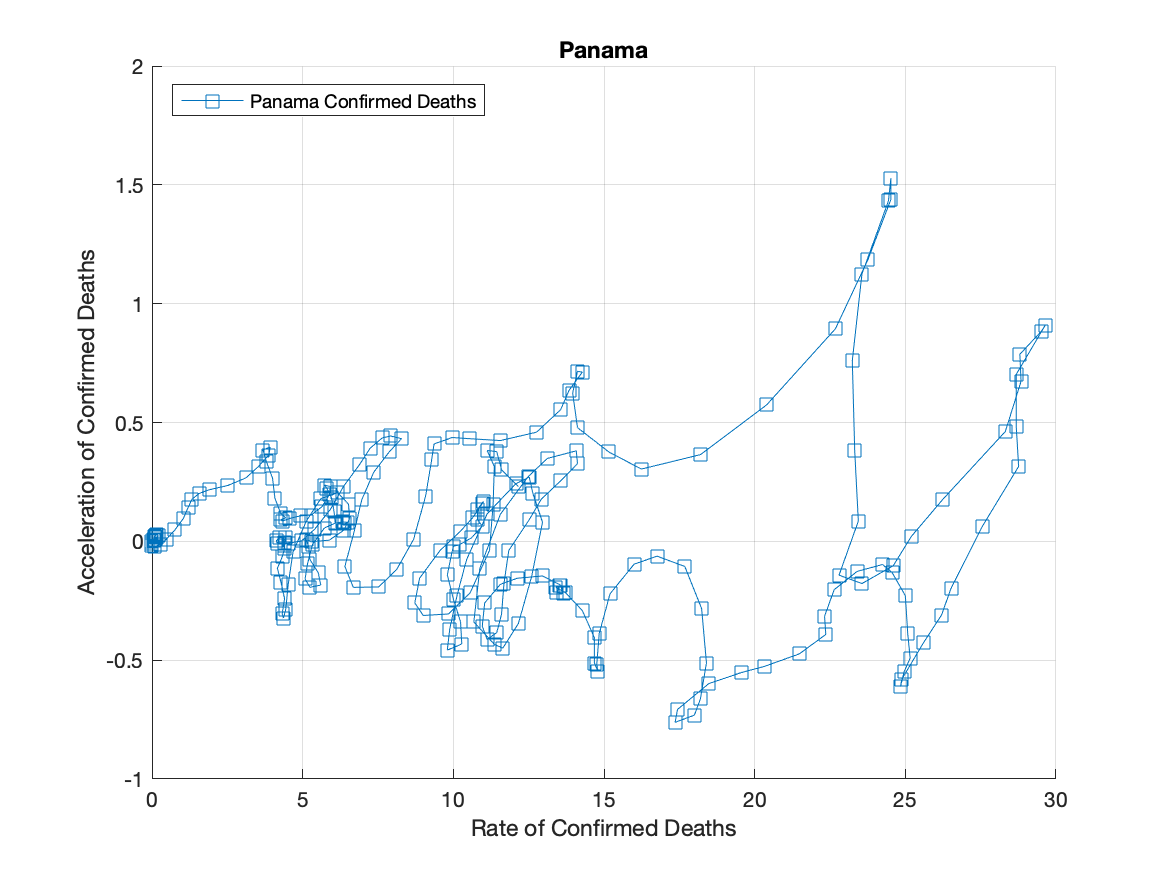 Panama
Panama Confirmed Deaths
2
1.5
1
0.5
0
-0.5
-1
Acceleration of Confirmed Deaths
0 5 10 15 20 25 30
Rate of Confirmed Deaths